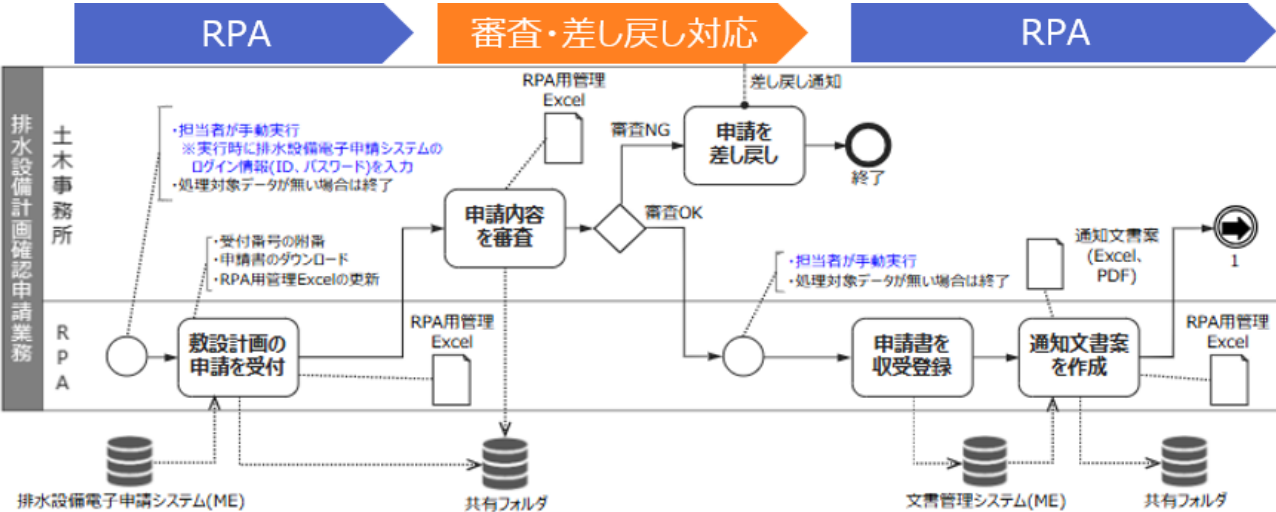 RPA
審査・差し戻し対応
RPA
排水設備計画確認申請業務
土木事務所
・担当者が手動実行
※実行時に排水設備電子申請システムの
ログイン情報(ID、パスワード)を入力
・処理対象データが無い場合は終了
・受付番号の附番
・申請書のダウンロード
・RPA用管理Excelの更新
RPA用管理
Excel
申請内容
を審査
審査NG
審査OK
差し戻し通知
申請を
差し戻し
終了
・担当者が手動実行
・処理対象データが無い場合は終了
通知文書案
(Excel、
PDF)
1
RPA
敷設計画の
申請を受付
RPA用管理
Excel
申請書を
収受登録
通知文書案
を作成
RPA用管理
Excel
排水設備電子申請システム(ME)
共有フォルダ
文書管理システム(ME)
共有フォルダ